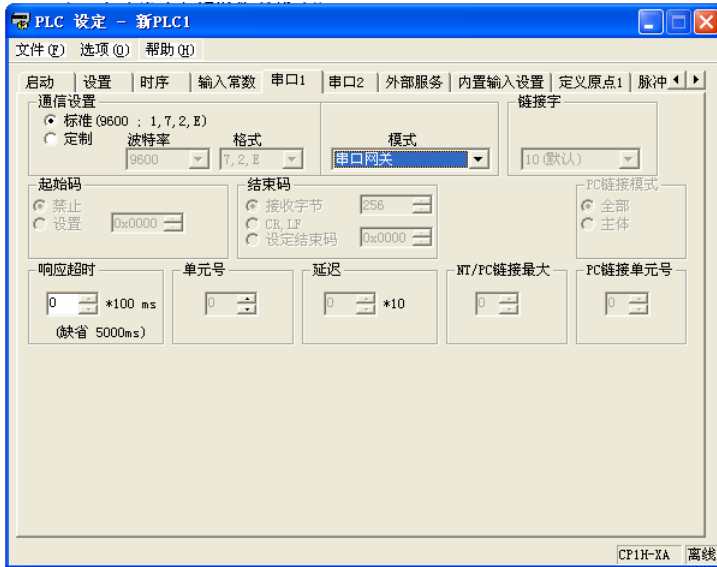 PLC 设定 - 新PLC1
文件(F) 选项(O) 帮助(H)
启动 设置 时序 输入常数 串口1 串口2 外部服务 内置输入设置 定义原点1 脉冲
通信设置 链接字
标准(9600 ; 1,7,2,E)
定制 波特率 格式 模式
9600 7,2,E 串口网关 10(默认)
起始码 结束码 PC链接模式
禁止 接收字节 256 全部
设置 0x0000 CR,LF 主体
设定结束码 0x0000
响应超时 单元号 延迟 NT/PC链接最大 PC链接单元号
0 *100 ms 0 0 *10 0 0
(缺省 5000ms)
CP1H-XA 离线